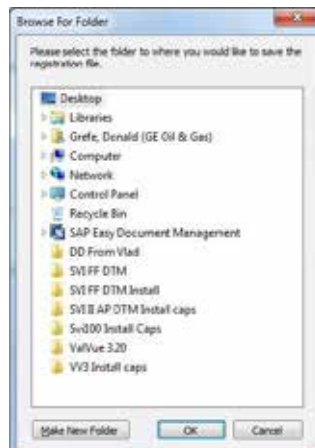 Browse For Folder
Please select the folder to where you would like to save the
registration file.
Desktop
Libraries
Grefe, Donald (GE Oil & Gas)
Computer
Network
Control Panel
Recycle Bin
SAP Easy Document Management
DD From Vlad
SVI FF DTM
SVI FF DTM Install
SVI II AP DTM Install caps
Svi100 Install Caps
ValVue 3.20
VV3 Install caps
Make New Folder
OK
Cancel